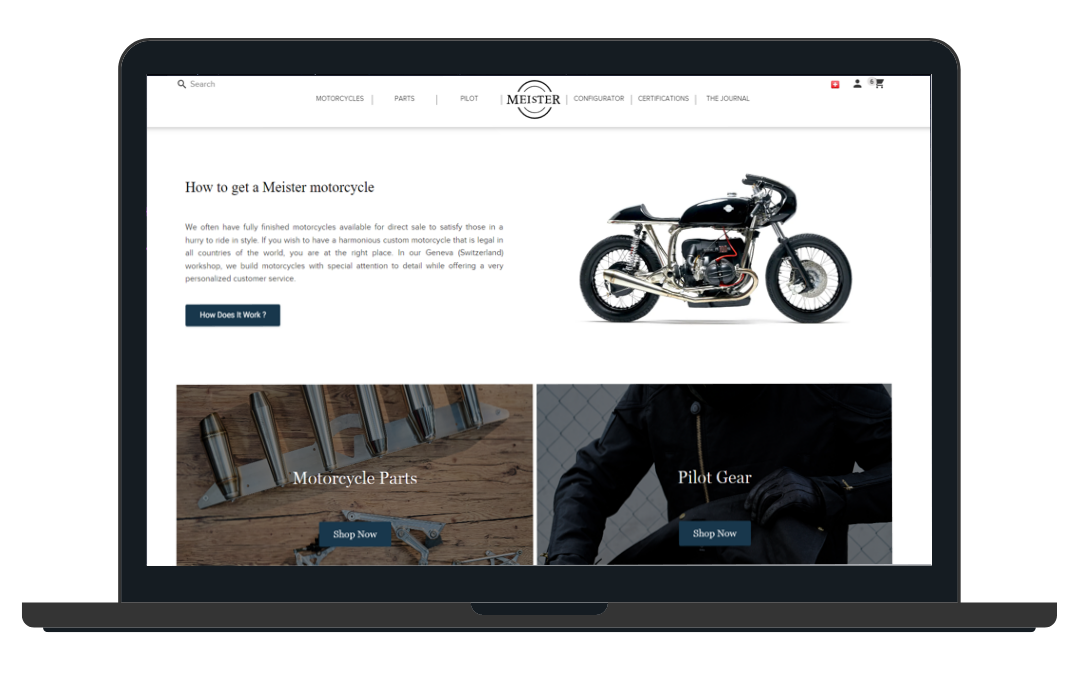 Search
MOTORCYCLES | PARTS | PILOT | MEISTER | CONFIGURATOR | CERTIFICATIONS | THE JOURNAL
6
How to get a Meister motorcycle
We often have fully finished motorcycles available for direct sale to satisfy those in a
hurry to ride in style. If you wish to have a harmonious custom motorcycle that is legal in
all countries of the world, you are at the right place. In our Geneva (Switzerland)
workshop, we build motorcycles with special attention to detail while offering a very
personalized customer service.
How Does It Work ?
Motorcycle Parts
Shop Now
Pilot Gear
Shop Now